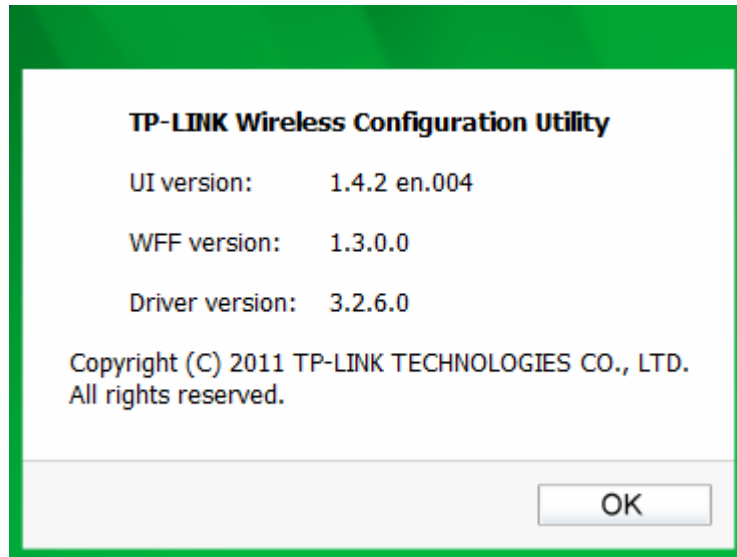 TP-LINK Wireless Configuration Utility
UI version: 1.4.2 en.004
WFF version: 1.3.0.0
Driver version: 3.2.6.0
Copyright (C) 2011 TP-LINK TECHNOLOGIES CO., LTD.
All rights reserved.
OK